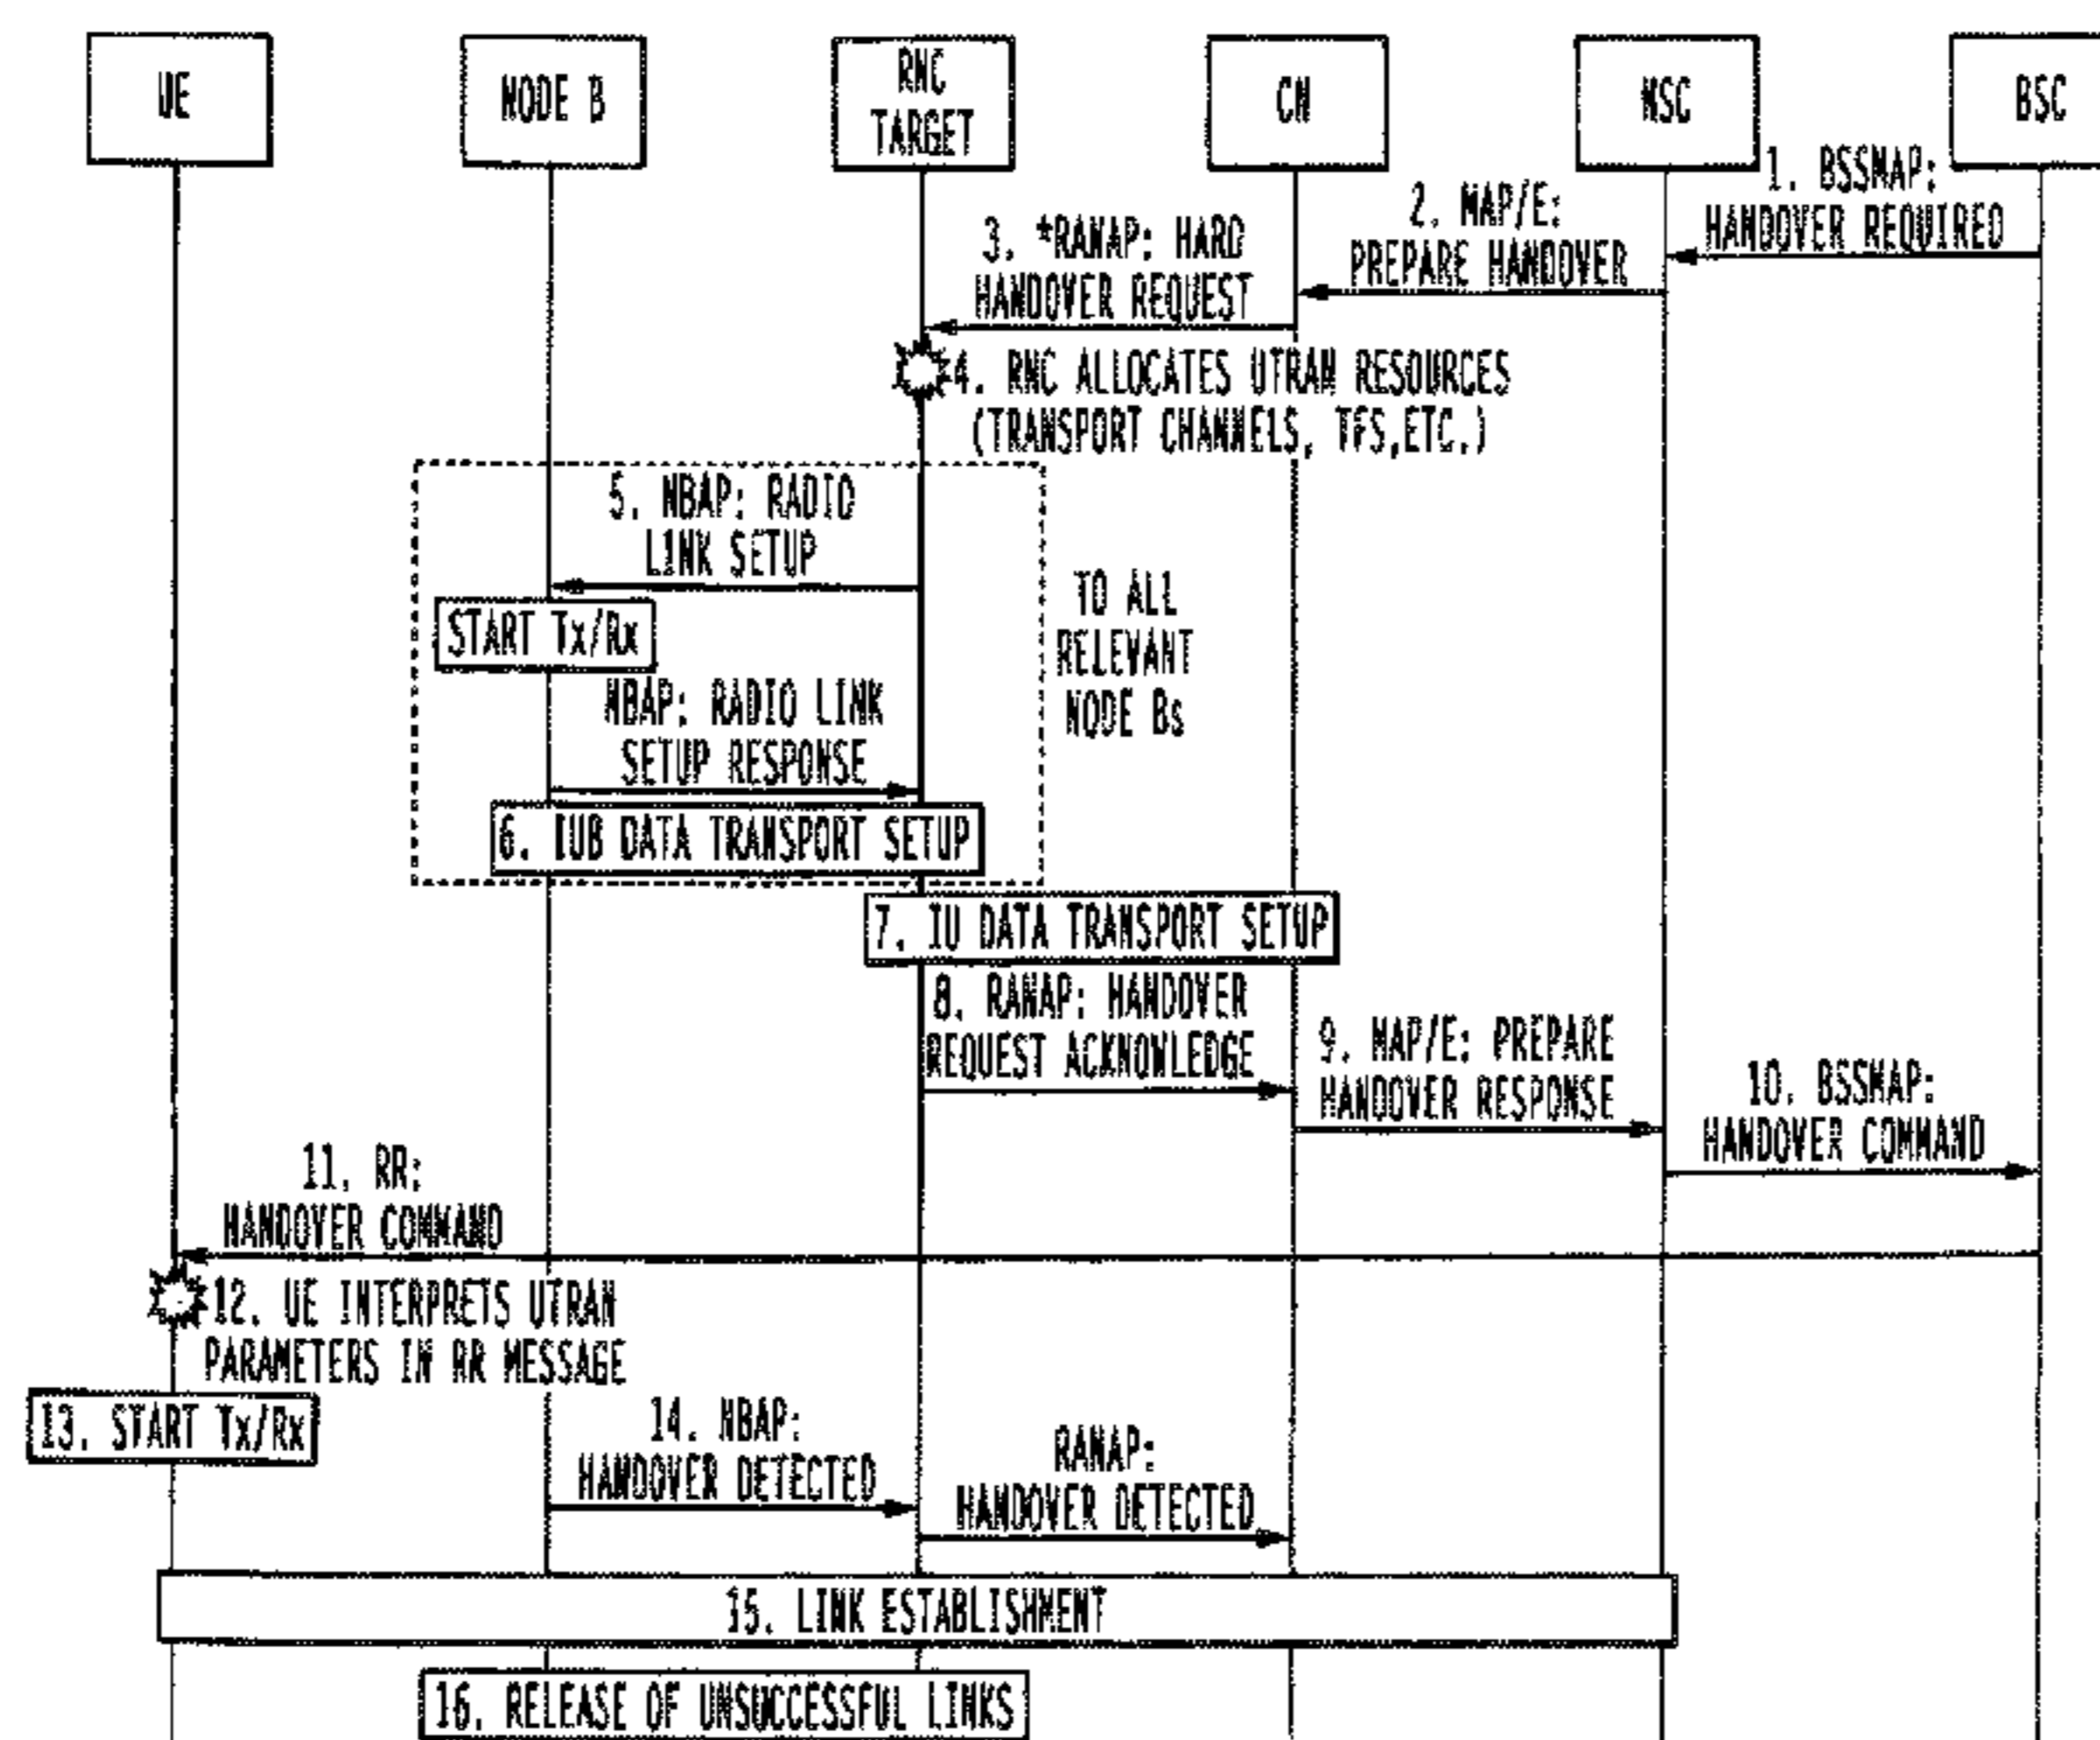 UE
NODE B
RNC
TARGET
CN
MSC
BSC
1. BSSMAP:
HANDOVER REQUIRED
2. MAP/E:
PREPARE HANDOVER
3. *RANAP: HARD
HANDOVER REQUEST
4. RNC ALLOCATES UTRAN RESOURCES
(TRANSPORT CHANNELS, TFS,ETC.)
5. NBAP: RADIO
LINK SETUP
START Tx/Rx
TO ALL
RELEVANT
NODE Bs
NBAP: RADIO LINK
SETUP RESPONSE
6. IUB DATA TRANSPORT SETUP
7. IU DATA TRANSPORT SETUP
8. RANAP: HANDOVER
REQUEST ACKNOWLEDGE
9. MAP/E: PREPARE
HANDOVER RESPONSE
10. BSSMAP:
HANDOVER COMMAND
11. RR:
HANDOVER COMMAND
12. UE INTERPRETS UTRAN
PARAMETERS IN RR MESSAGE
13. START Tx/Rx
14. NBAP:
HANDOVER DETECTED
RANAP:
HANDOVER DETECTED
15. LINK ESTABLISHMENT
16. RELEASE OF UNSUCCESSFUL LINKS